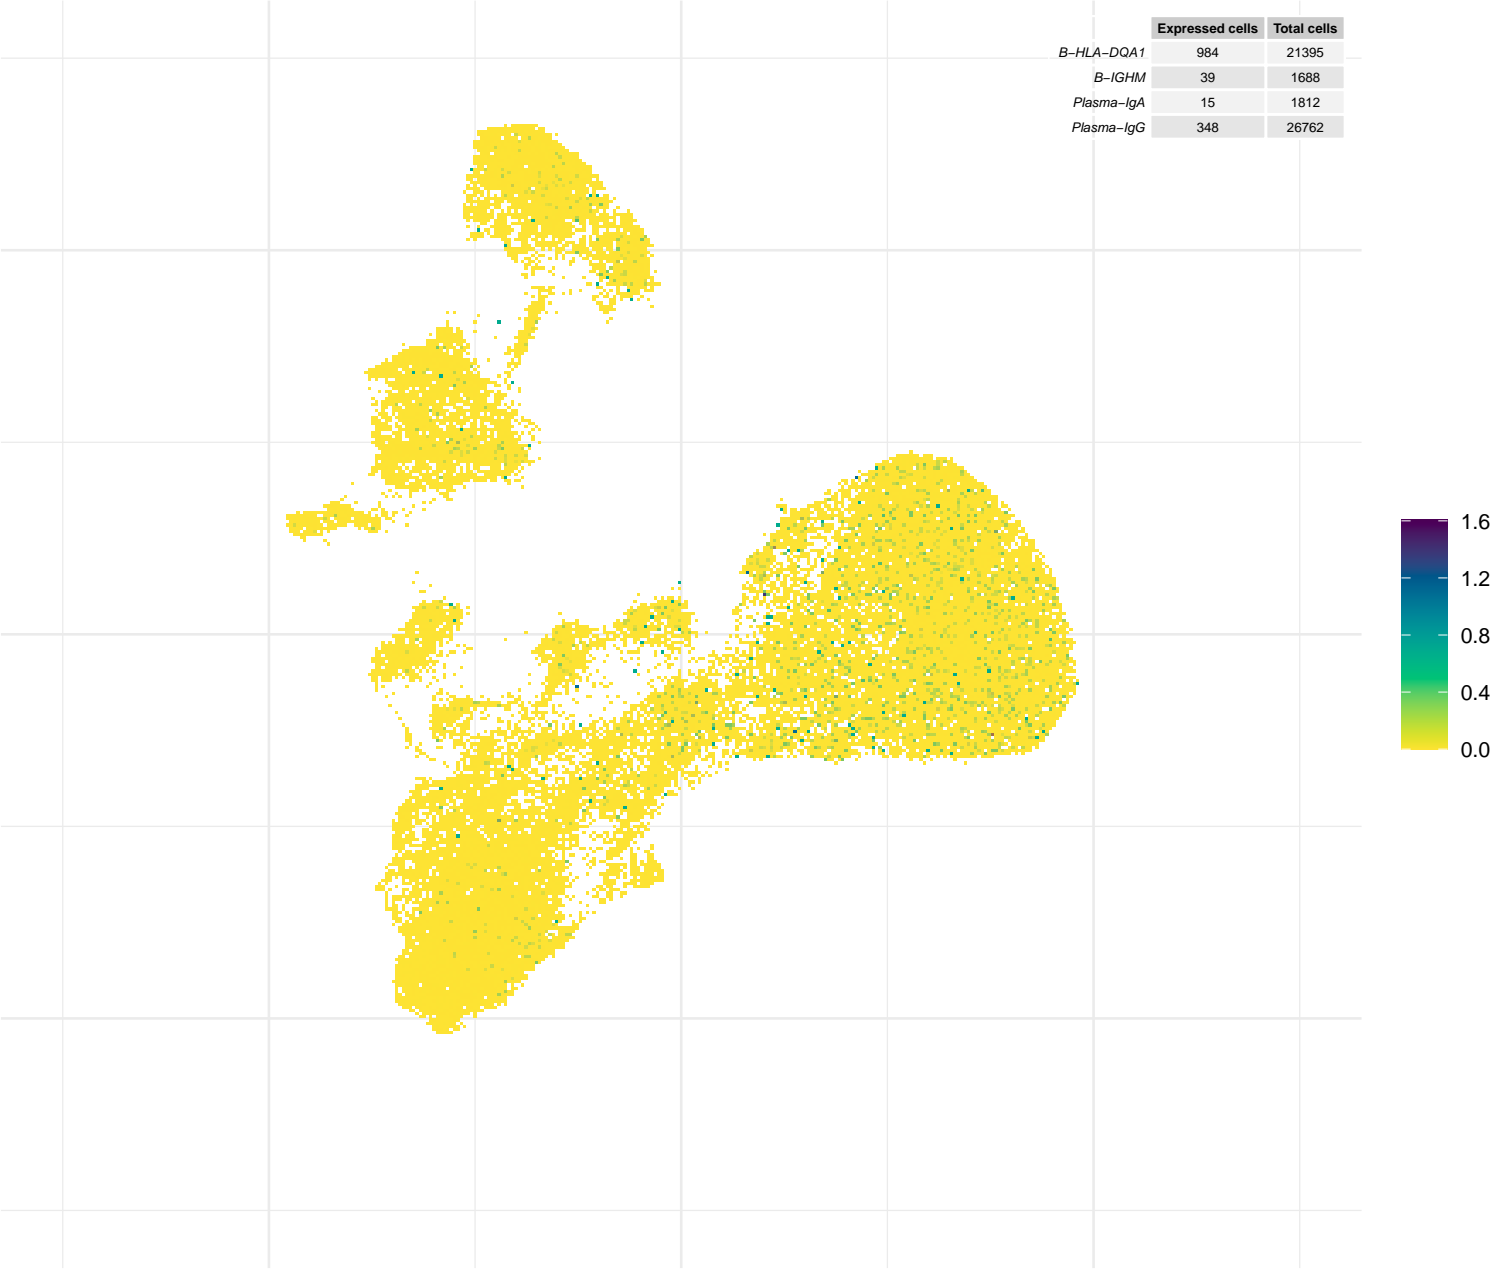 Expressed cells Total cells
B−HLA−DQA1 984 21395
B−IGHM 39 1688
Plasma−IgA 15 1812
Plasma−IgG 348 26762
1.6
1.2
0.8
0.4
0.0